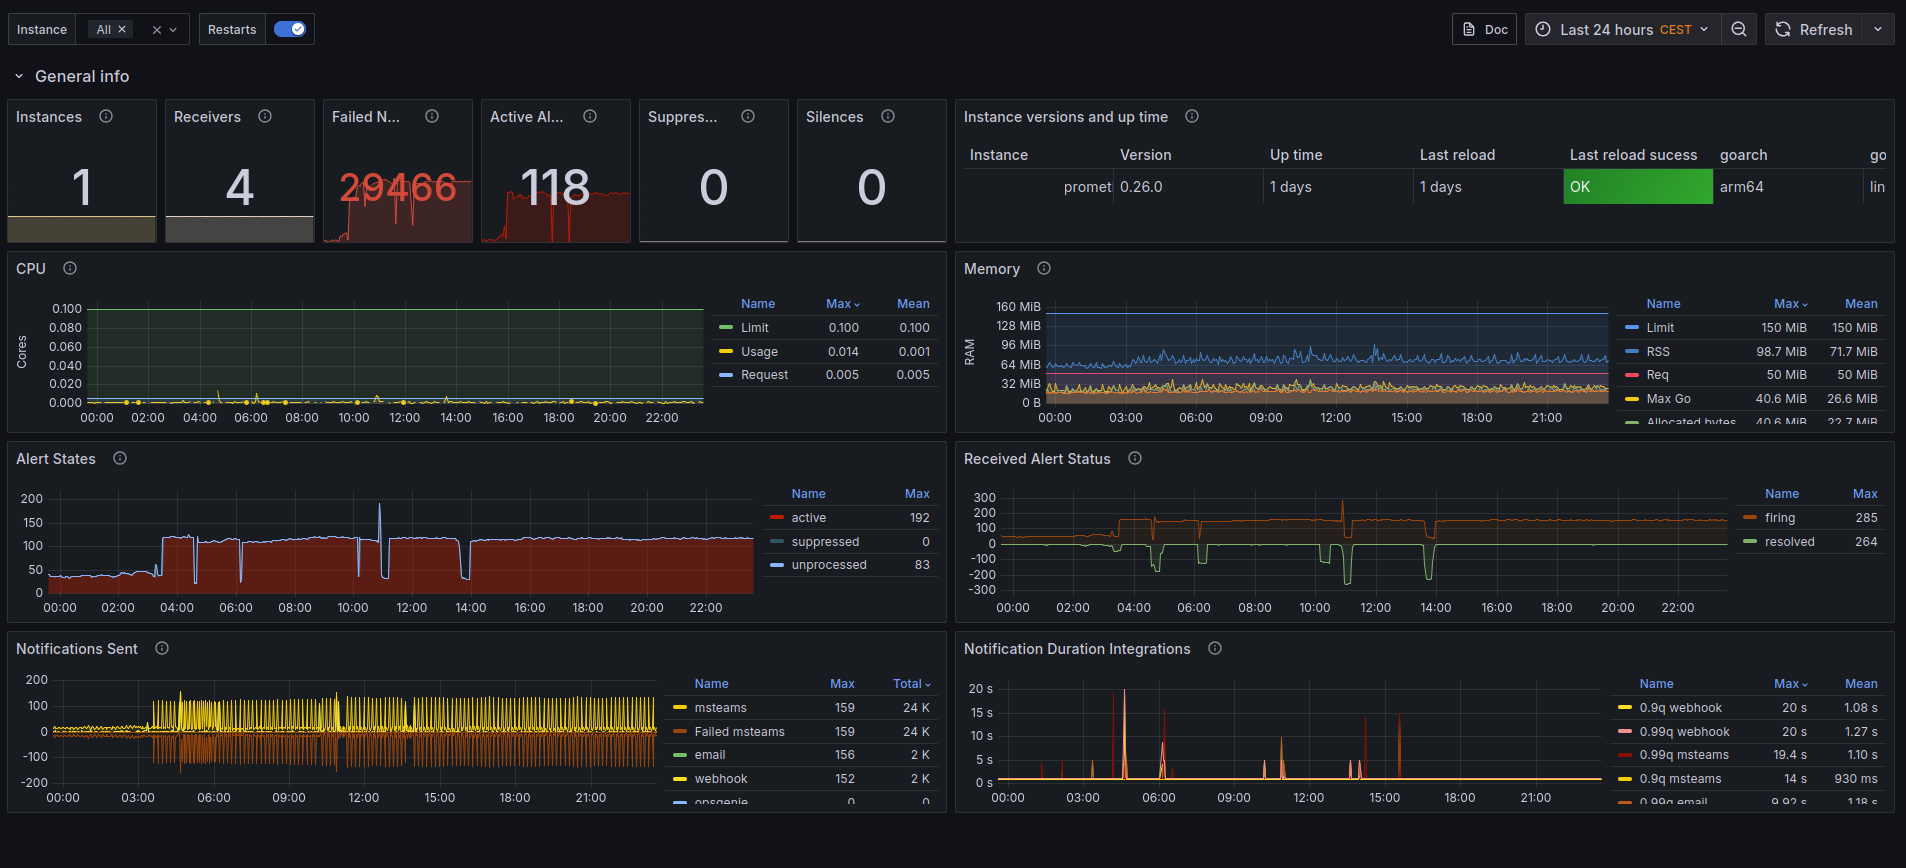 Instance All Restarts Doc Last 24 hours CEST Refresh
General info
Instances
1
Receivers
4
Failed N...
29466
Active Al...
118
Suppres...
0
Silences
0
Instance versions and up time
Instance Version Up time Last reload Last reload sucess goarch go
promet 0.26.0 1 days 1 days OK arm64 lin
CPU
Cores
0.100
0.080
0.060
0.040
0.020
0.000
00:00 02:00 04:00 06:00 08:00 10:00 12:00 14:00 16:00 18:00 20:00 22:00
Name Max Mean
Limit 0.100 0.100
Usage 0.014 0.001
Request 0.005 0.005
Memory
RAM
160 MiB
128 MiB
96 MiB
64 MiB
32 MiB
0 B
00:00 03:00 06:00 09:00 12:00 15:00 18:00 21:00
Name Max Mean
Limit 150 MiB 150 MiB
RSS 98.7 MiB 71.7 MiB
Req 50 MiB 50 MiB
Max Go 40.6 MiB 26.6 MiB
Allocated bytes 40.6 MiB 22.7 MiB
Alert States
200
150
100
50
0
00:00 02:00 04:00 06:00 08:00 10:00 12:00 14:00 16:00 18:00 20:00 22:00
Name Max
active 192
suppressed 0
unprocessed 83
Received Alert Status
300
200
100
0
-100
-200
-300
00:00 02:00 04:00 06:00 08:00 10:00 12:00 14:00 16:00 18:00 20:00 22:00
Name Max
firing 285
resolved 264
Notifications Sent
200
100
0
-100
-200
00:00 03:00 06:00 09:00 12:00 15:00 18:00 21:00
Name Max Total
msteams 159 24 K
Failed msteams 159 24 K
email 156 2 K
webhook 152 2 K
opsgenie 0 0
Notification Duration Integrations
20 s
15 s
10 s
5 s
0 s
00:00 03:00 06:00 09:00 12:00 15:00 18:00 21:00
Name Max Mean
0.9q webhook 20 s 1.08 s
0.99q webhook 20 s 1.27 s
0.99q msteams 19.4 s 1.10 s
0.9q msteams 14 s 930 ms
0.99q email 9.92 s 1.18 s